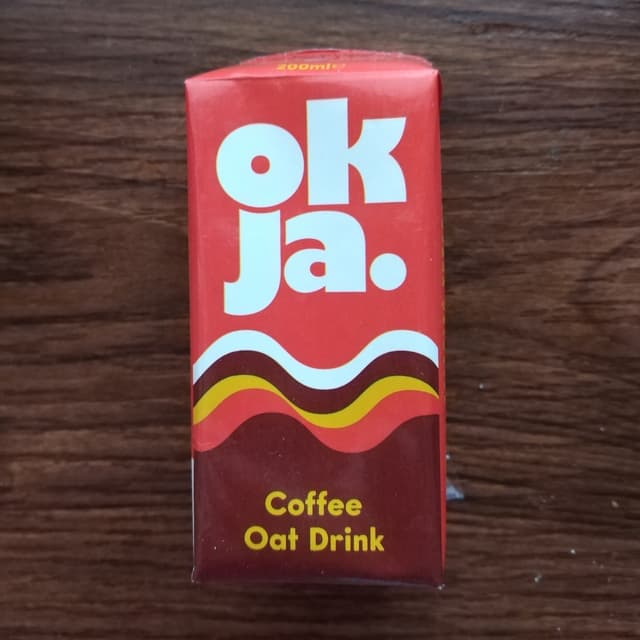 200ml℮
ok
ja.
Coffee
Oat Drink